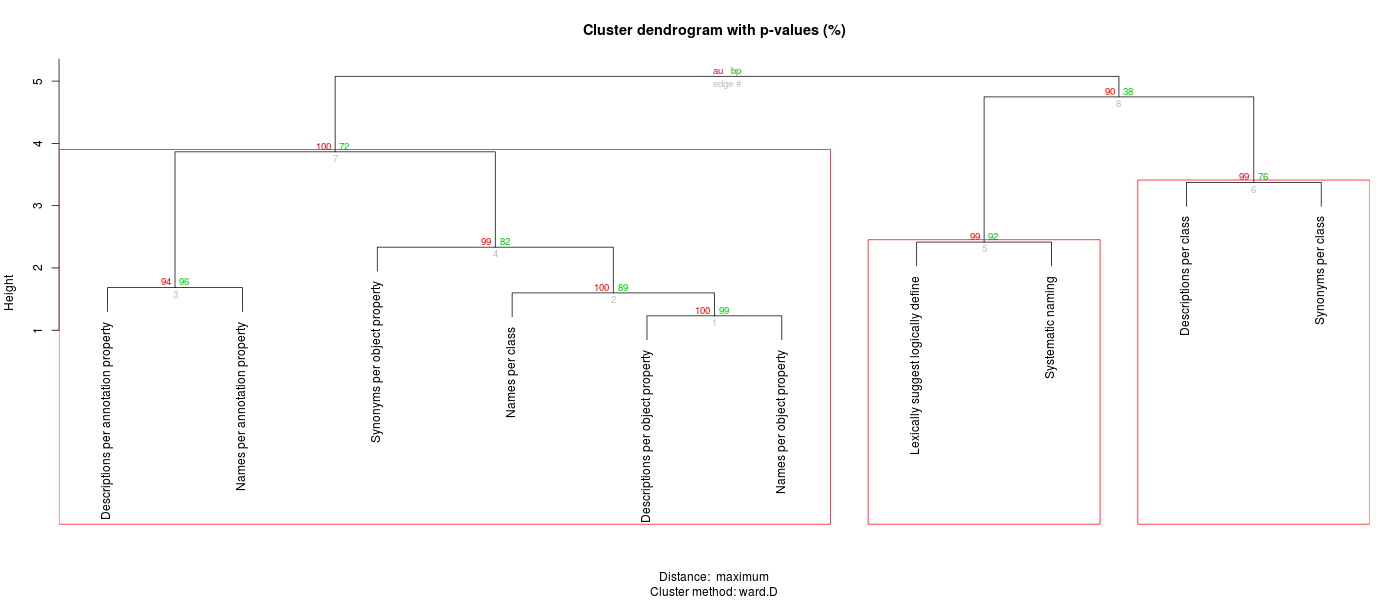 Cluster dendrogram with p-values (%)
au bp
edge #
90 38
8
100 72
7
99 76
6
99 92
5
99 82
4
94 96
3
100 89
2
100 99
1
Height
5
4
3
2
1
Descriptions per annotation property
Names per annotation property
Synonyms per object property
Names per class
Descriptions per object property
Names per object property
Lexically suggest logically define
Systematic naming
Descriptions per class
Synonyms per class
Distance: maximum
Cluster method: ward.D